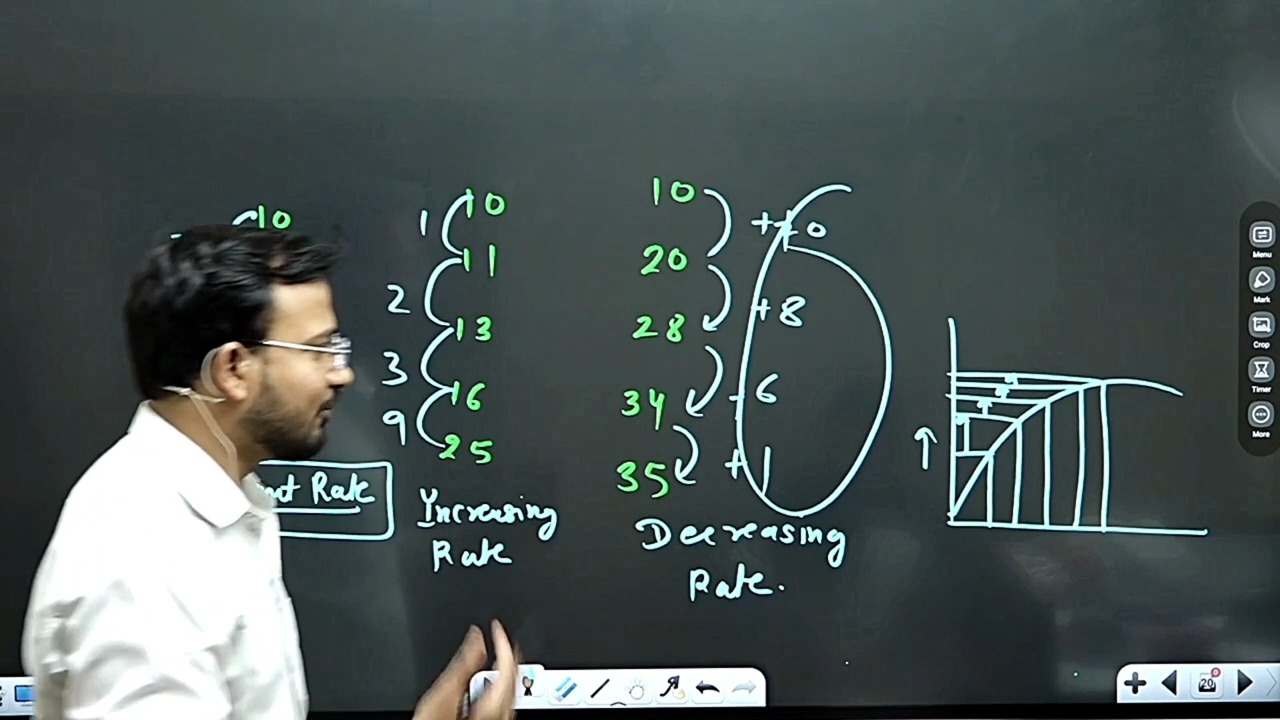 10
1 10
11
2
13
3
16
9
25
Rate
Increasing
Rate
10
+10
20
+8
28
6
34
+1
35
Decreasing
Rate.
Menu
Mark
Crop
Timer
More
20